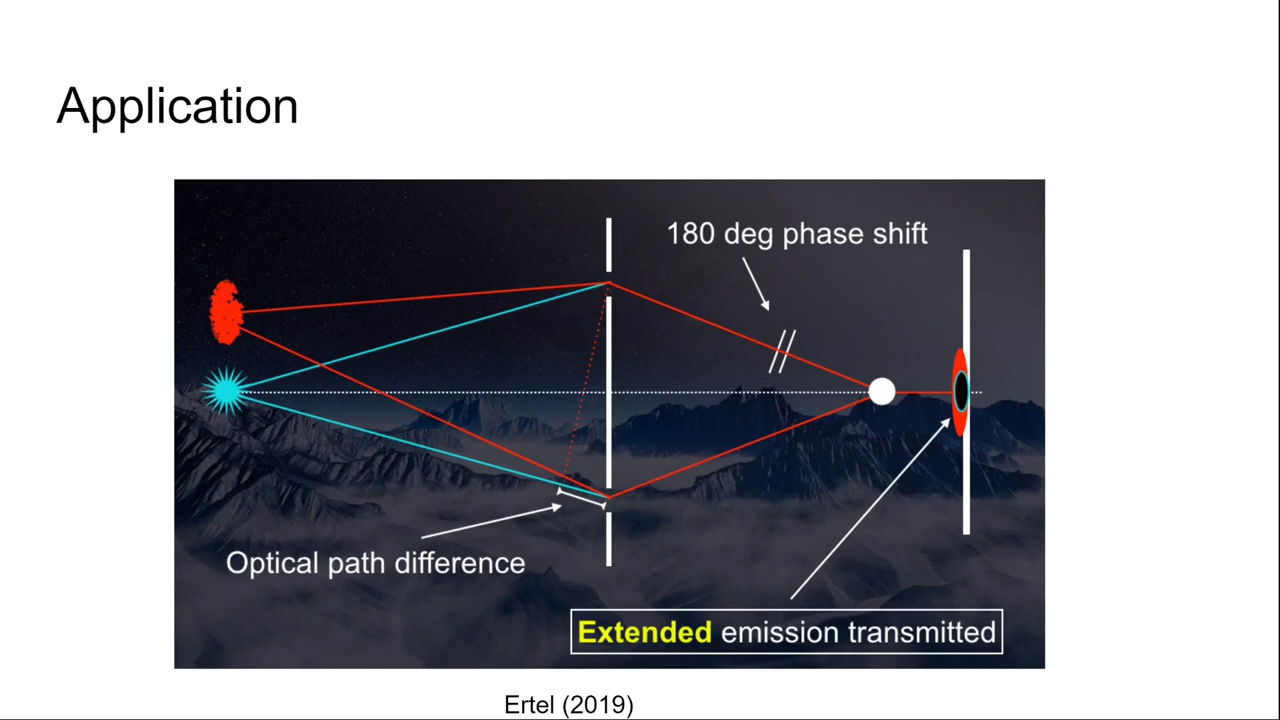 Application
180 deg phase shift
Optical path difference
Extended emission transmitted
Ertel (2019)